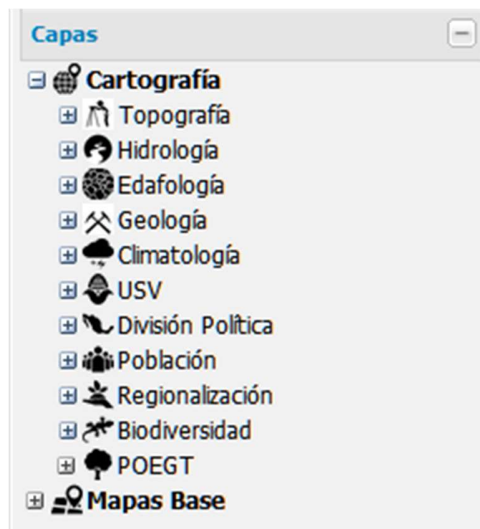 Capas
Cartografía
Topografía
Hidrología
Edafología
Geología
Climatología
USV
División Política
Población
Regionalización
Biodiversidad
POEGT
Mapas Base